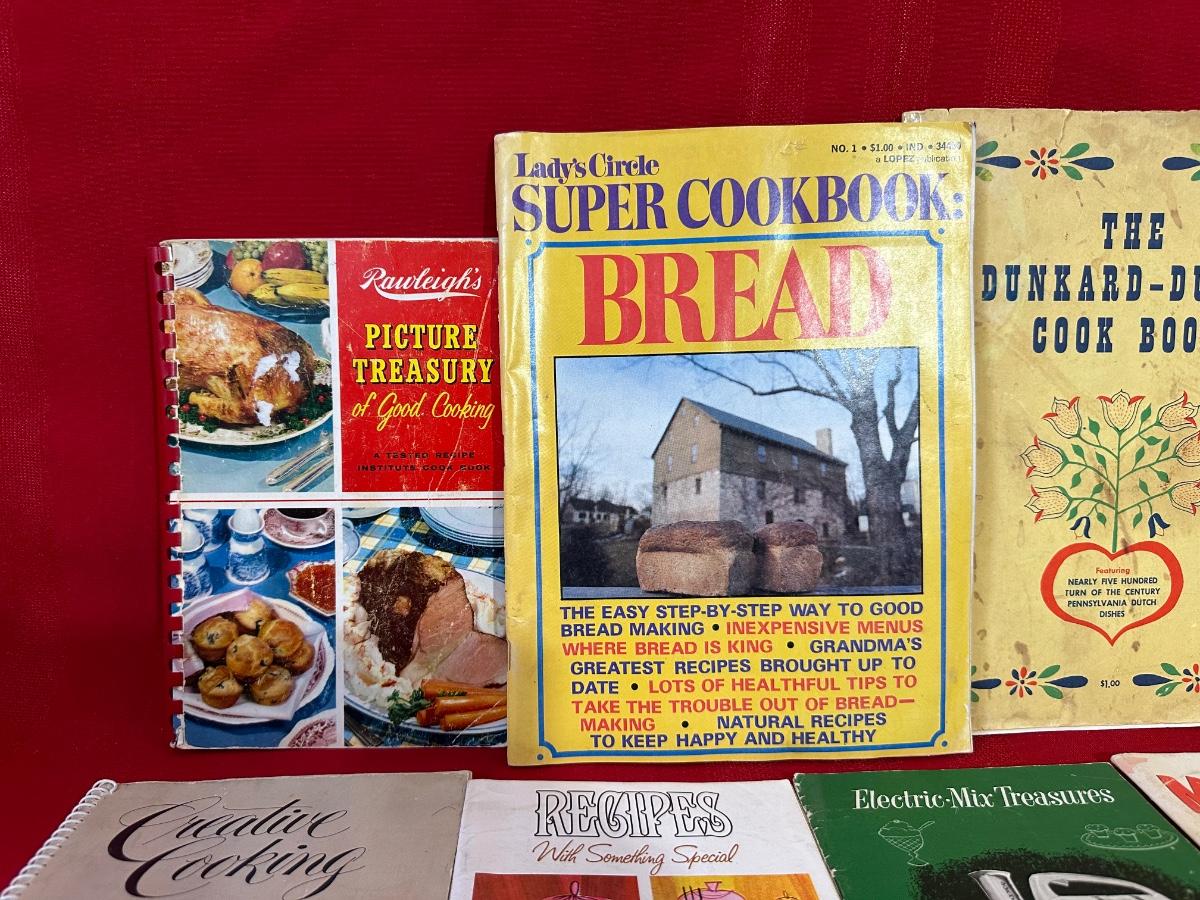 Rawleigh's
PICTURE
TREASURY
of Good Cooking
A TESTED RECIPE
INSTITUTE COOK BOOK
NO. 1 • $1.00 • IND •
a LOPEZ publication
Lady's Circle
SUPER COOKBOOK:
BREAD
THE EASY STEP-BY-STEP WAY TO GOOD
BREAD MAKING • INEXPENSIVE MENUS
WHERE BREAD IS KING • GRANDMA'S
GREATEST RECIPES BROUGHT UP TO
DATE • LOTS OF HEALTHFUL TIPS TO
TAKE THE TROUBLE OUT OF BREAD—
MAKING • NATURAL RECIPES
TO KEEP HAPPY AND HEALTHY
THE
DUNKARD-DU
COOK BOO
Featuring
NEARLY FIVE HUNDRED
TURN OF THE CENTURY
PENNSYLVANIA DUTCH
DISHES
$1.00
Creative
Cooking
RECIPES
With Something Special
Electric-Mix Treasures